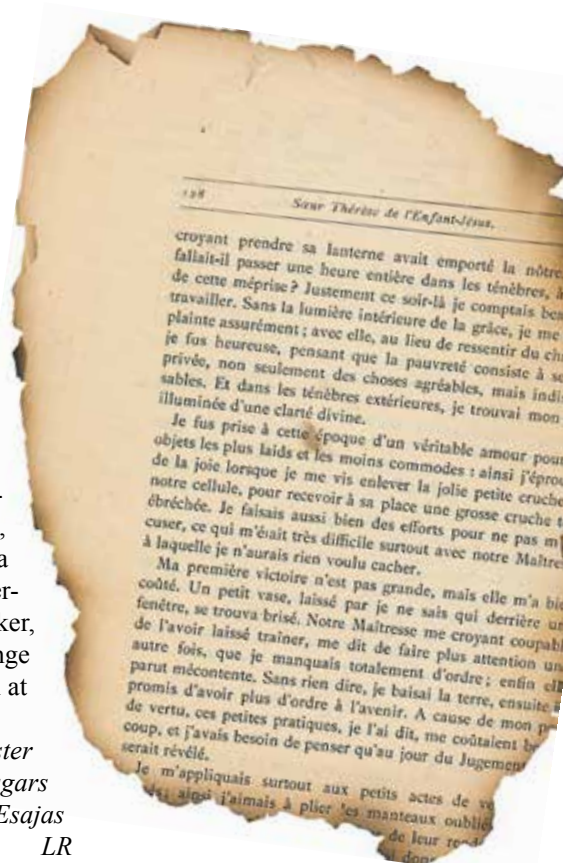 128 Sœur Thérèse de l'Enfant-Jésus.
croyant prendre sa lanterne avait emporté la nôtre
fallait-il passer une heure entière dans les ténèbres, à
de cette méprise? Justement ce soir-là je comptais bea
travailler. Sans la lumière intérieure de la grâce, je me
plainte assurément; avec elle, au lieu de ressentir du cha
je fus heureuse, pensant que la pauvreté consiste à se
privée, non seulement des choses agréables, mais indis
sables. Et dans les ténèbres extérieures, je trouvai mon
illuminée d'une clarté divine.
Je fus prise à cette époque d'un véritable amour pour
objets les plus laids et les moins commodes : ainsi j'éprou
de la joie lorsque je me vis enlever la jolie petite cruche
notre cellule, pour recevoir à sa place une grosse cruche t
ébréchée. Je faisais aussi bien des efforts pour ne pas m'
cuser, ce qui m'était très difficile surtout avec notre Maîtres
à laquelle je n'aurais rien voulu cacher.
Ma première victoire n'est pas grande, mais elle m'a bie
coûté. Un petit vase, laissé par je ne sais qui derrière un
fenêtre, se trouva brisé. Notre Maîtresse me croyant coupabl
de l'avoir laissé traîner, me dit de faire plus attention un
autre fois, que je manquais totalement d'ordre; enfin ell
parut mécontente. Sans rien dire, je baisai la terre, ensuite
promis d'avoir plus d'ordre à l'avenir. A cause de mon p
de vertu, ces petites pratiques, je l'ai dit, me coûtaient be
coup, et j'avais besoin de penser qu'au jour du Jugement
serait révélé.
Je m'appliquais surtout aux petits actes de ve
ainsi j'aimais à plier les manteaux oublié
de leur rend
-
,
a
er-
ker,
nge
at
ster
gars
Esajas
LR